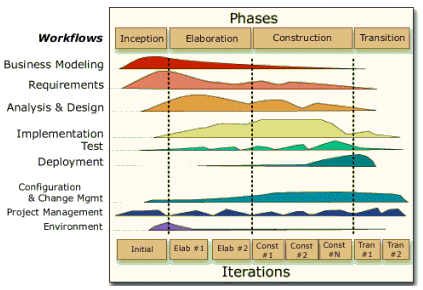 Phases
Workflows
Inception Elaboration Construction Transition
Business Modeling
Requirements
Analysis & Design
Implementation
Test
Deployment
Configuration
& Change Mgmt
Project Management
Environment
Initial Elab #1 Elab #2 Const #1 Const #2 Const #N Tran #1 Tran #2
Iterations